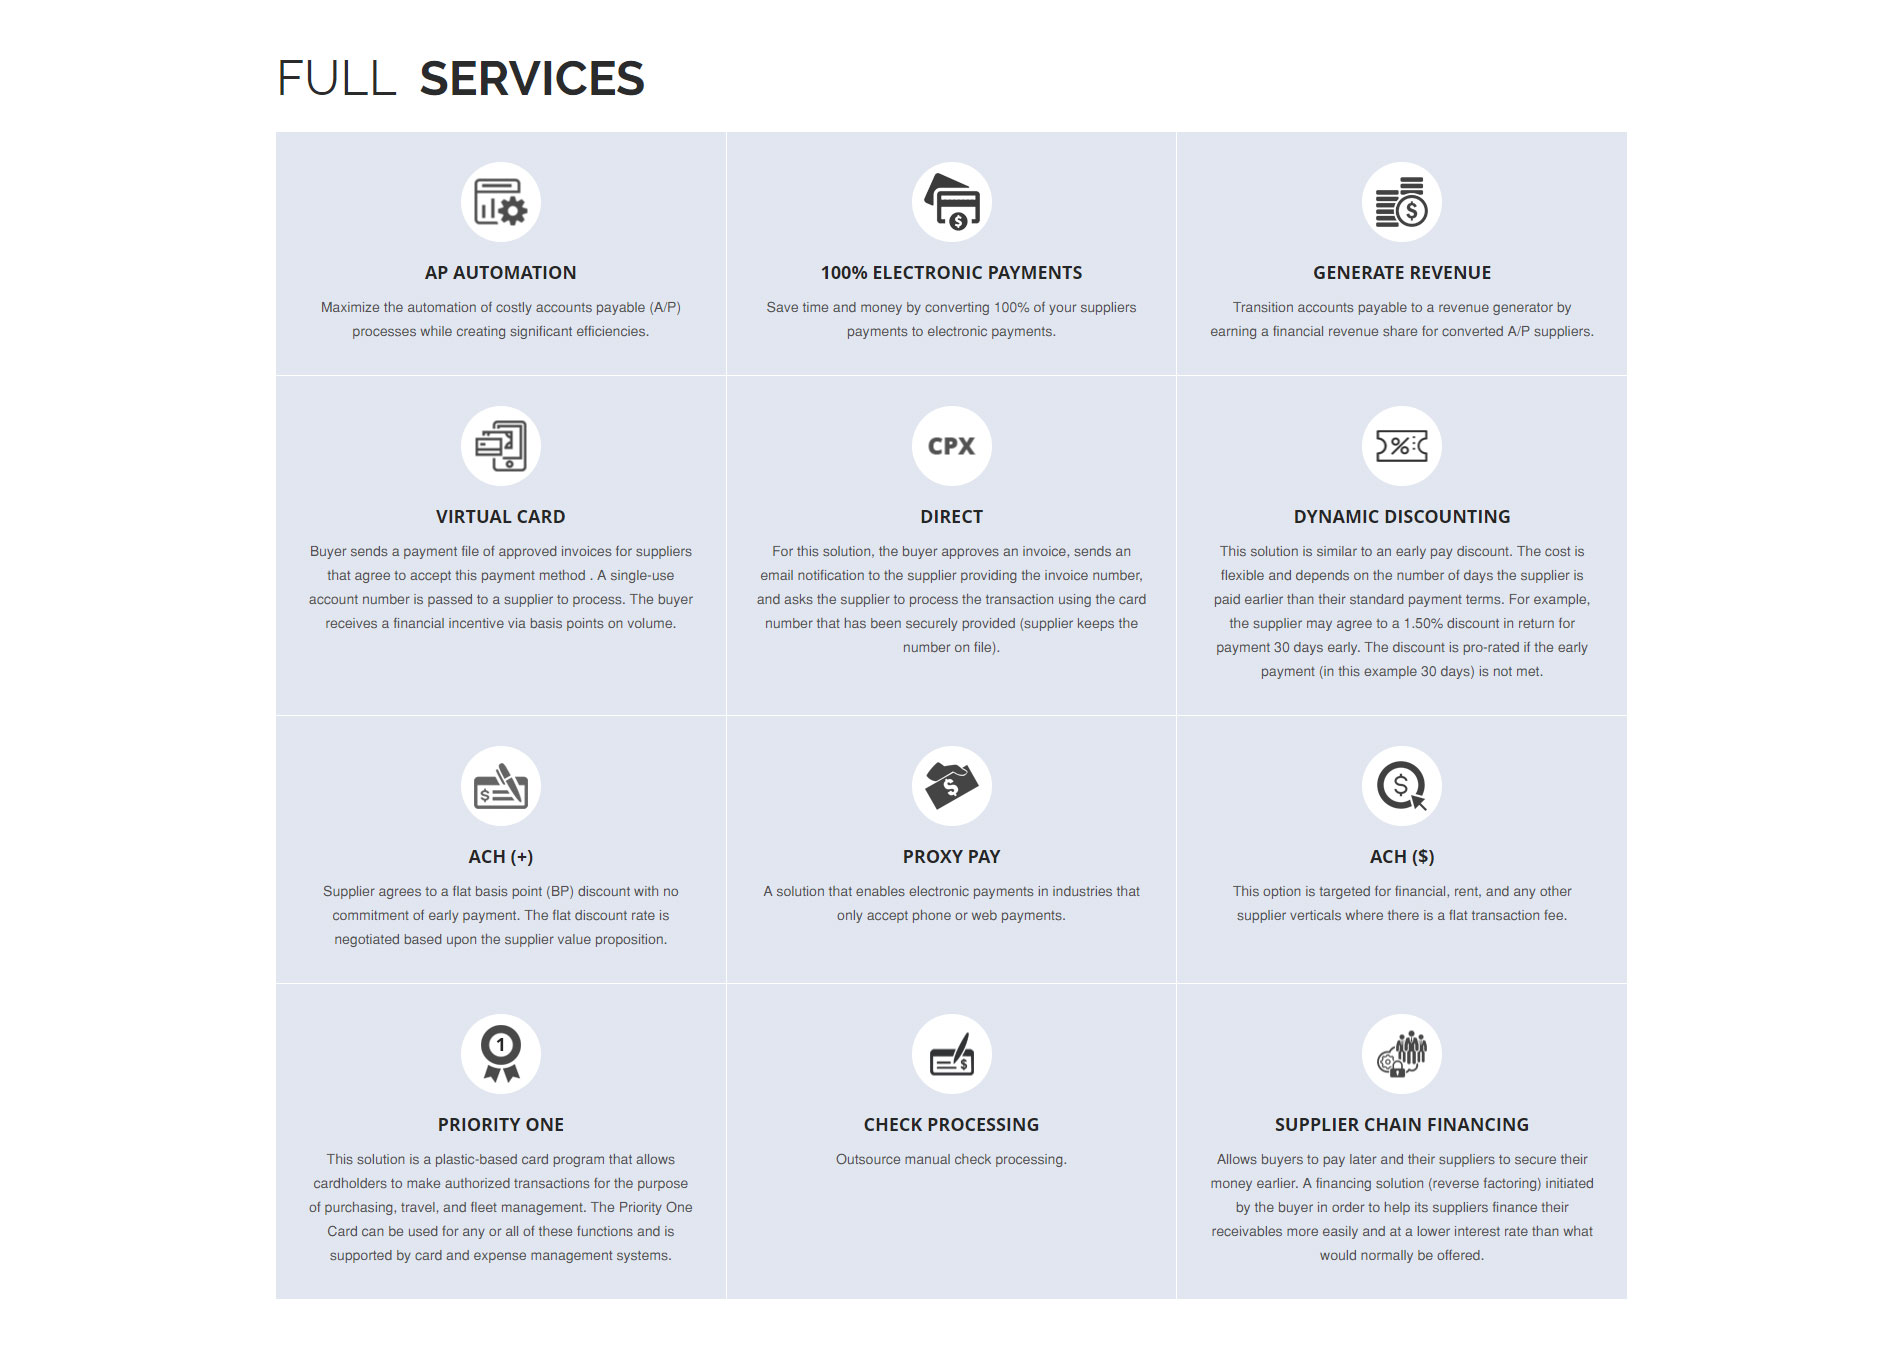 FULL SERVICES
AP AUTOMATION
Maximize the automation of costly accounts payable (A/P)
processes while creating significant efficiencies.
100% ELECTRONIC PAYMENTS
Save time and money by converting 100% of your suppliers
payments to electronic payments.
GENERATE REVENUE
Transition accounts payable to a revenue generator by
earning a financial revenue share for converted A/P suppliers.
VIRTUAL CARD
Buyer sends a payment file of approved invoices for suppliers
that agree to accept this payment method . A single-use
account number is passed to a supplier to process. The buyer
receives a financial incentive via basis points on volume.
CPX
DIRECT
For this solution, the buyer approves an invoice, sends an
email notification to the supplier providing the invoice number,
and asks the supplier to process the transaction using the card
number that has been securely provided (supplier keeps the
number on file).
%
DYNAMIC DISCOUNTING
This solution is similar to an early pay discount. The cost is
flexible and depends on the number of days the supplier is
paid earlier than their standard payment terms. For example,
the supplier may agree to a 1.50% discount in return for
payment 30 days early. The discount is pro-rated if the early
payment (in this example 30 days) is not met.
$
ACH (+)
Supplier agrees to a flat basis point (BP) discount with no
commitment of early payment. The flat discount rate is
negotiated based upon the supplier value proposition.
$
PROXY PAY
A solution that enables electronic payments in industries that
only accept phone or web payments.
$
ACH ($)
This option is targeted for financial, rent, and any other
supplier verticals where there is a flat transaction fee.
1
PRIORITY ONE
This solution is a plastic-based card program that allows
cardholders to make authorized transactions for the purpose
of purchasing, travel, and fleet management. The Priority One
Card can be used for any or all of these functions and is
supported by card and expense management systems.
$
CHECK PROCESSING
Outsource manual check processing.
SUPPLIER CHAIN FINANCING
Allows buyers to pay later and their suppliers to secure their
money earlier. A financing solution (reverse factoring) initiated
by the buyer in order to help its suppliers finance their
receivables more easily and at a lower interest rate than what
would normally be offered.